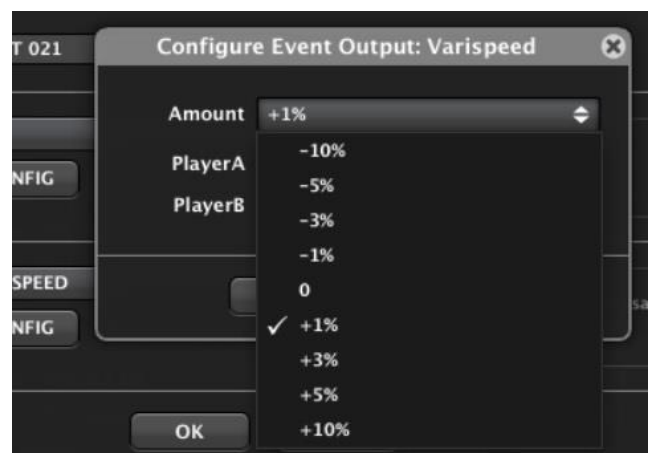 T 021
Configure Event Output: Varispeed
Amount +1%
-10%
PlayerA
NFIG
-5%
PlayerB
-3%
-1%
SPEED
0
sa
NFIG
✓ +1%
+3%
+5%
OK
+10%